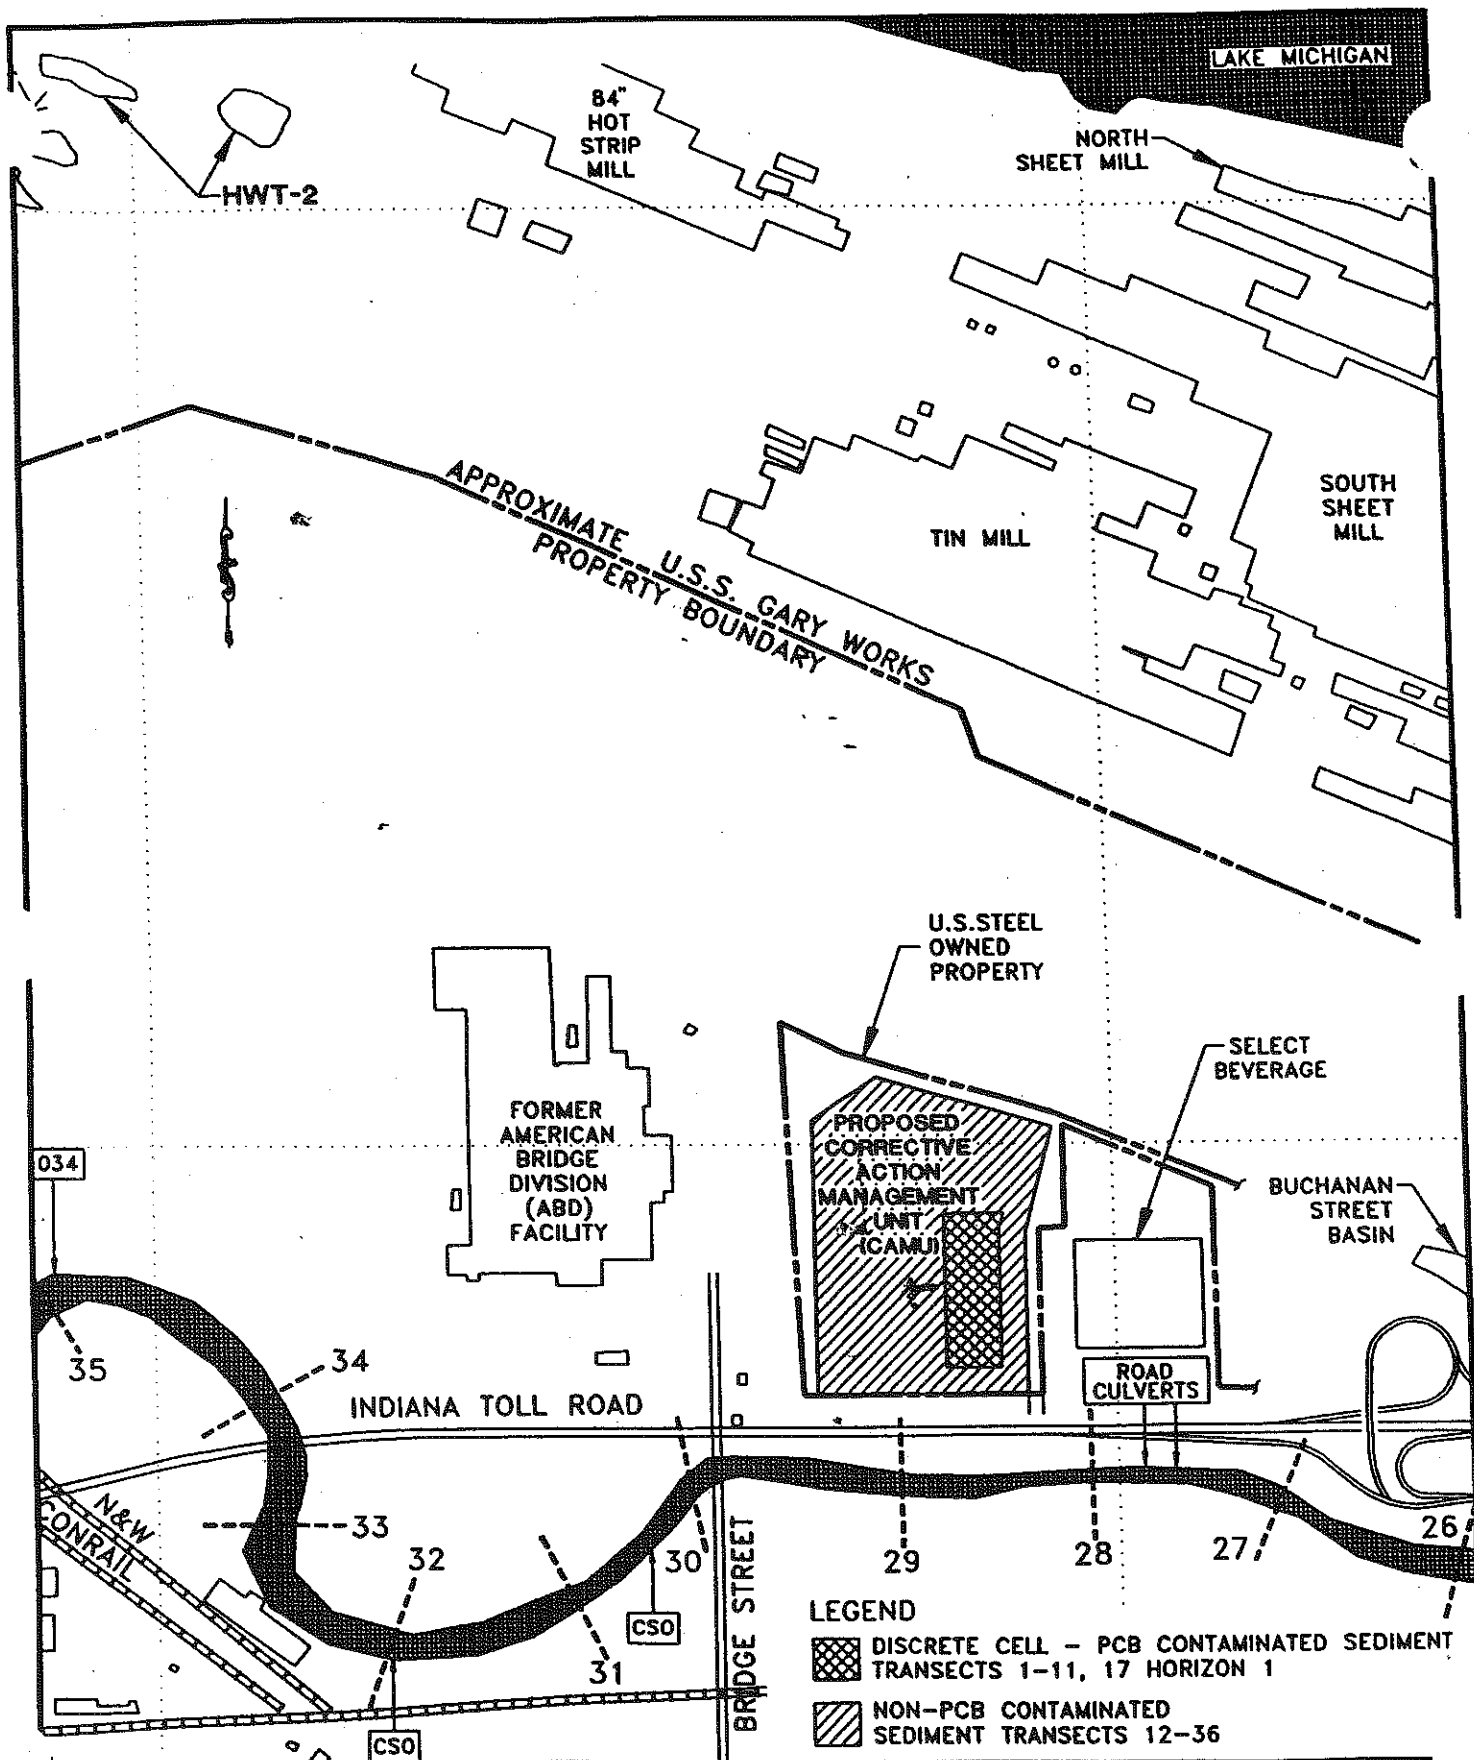 LAKE MICHIGAN
84"
HOT
STRIP
MILL
NORTH
SHEET MILL
HWT-2
SOUTH
SHEET
MILL
TIN MILL
APPROXIMATE U.S.S. GARY WORKS
PROPERTY BOUNDARY
U.S.STEEL
OWNED
PROPERTY
SELECT
BEVERAGE
FORMER
AMERICAN
BRIDGE
DIVISION
(ABD)
FACILITY
PROPOSED
CORRECTIVE
ACTION
MANAGEMENT
UNIT
(CAMU)
034
BUCHANAN
STREET
BASIN
35
34
INDIANA TOLL ROAD
ROAD
CULVERTS
N&W
CONRAIL
33
32
31
30
29
28
27
26
CSO
CSO
BRIDGE STREET
LEGEND
DISCRETE CELL - PCB CONTAMINATED SEDIMENT
TRANSECTS 1-11, 17 HORIZON 1
NON-PCB CONTAMINATED
SEDIMENT TRANSECTS 12-36